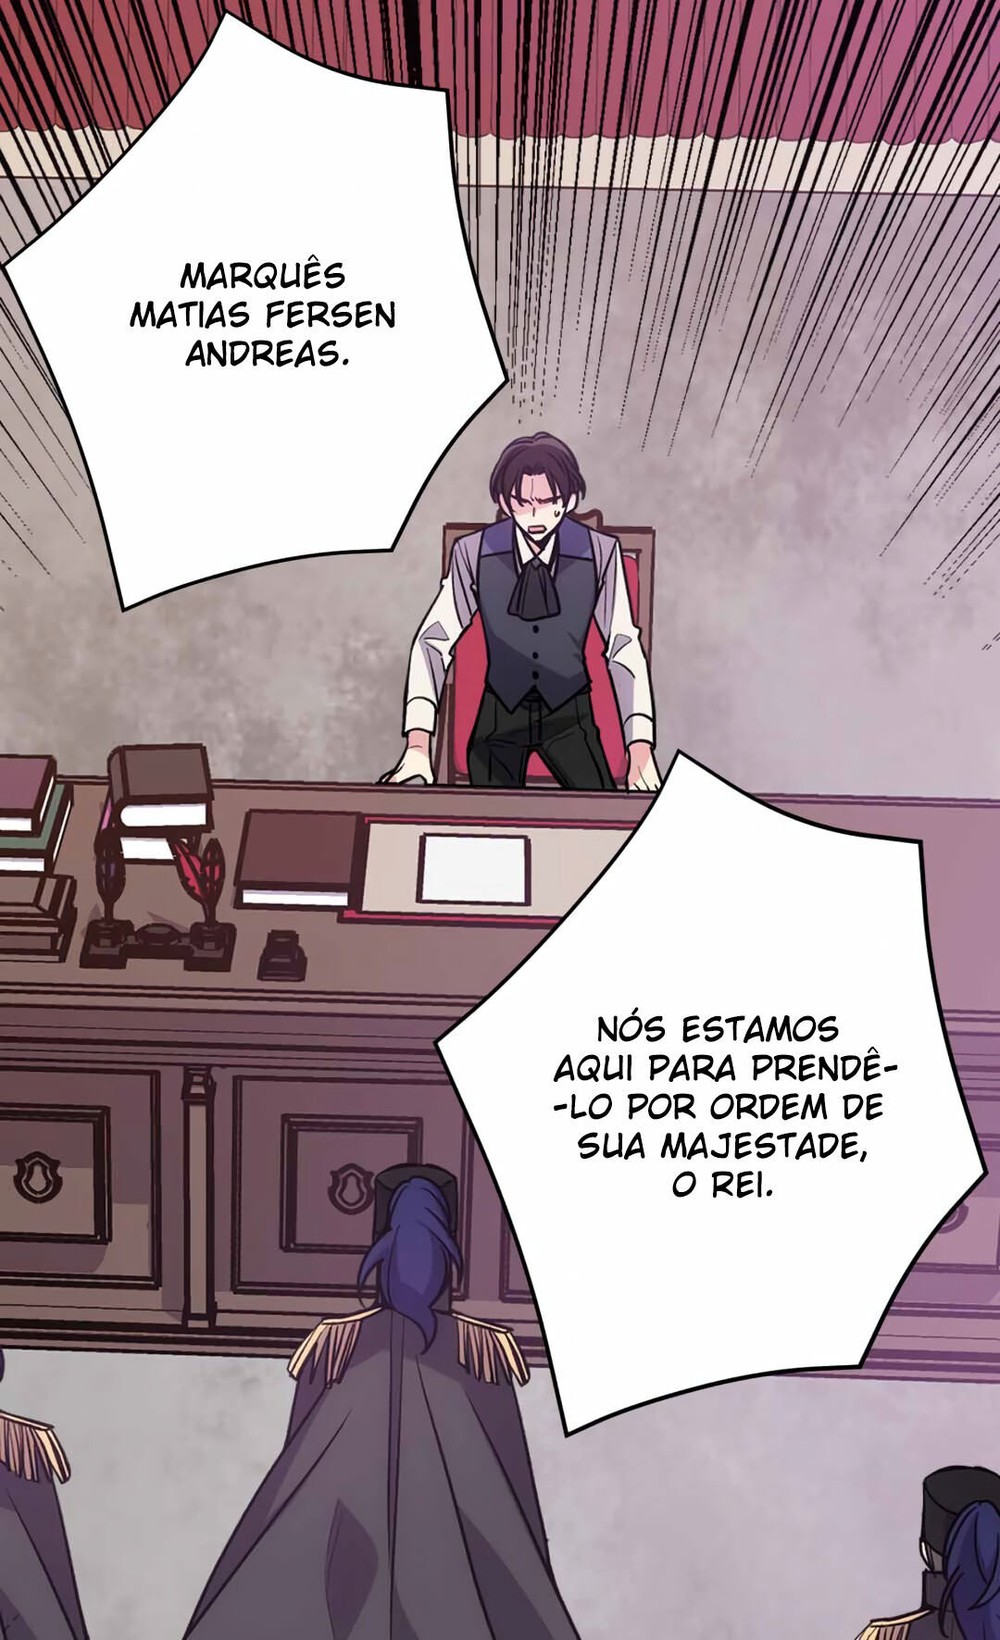 MARQUÊS
MATIAS FERSEN
ANDREAS.
NÓS ESTAMOS
AQUI PARA PRENDÊ-
-LO POR ORDEM DE
SUA MAJESTADE,
O REI.